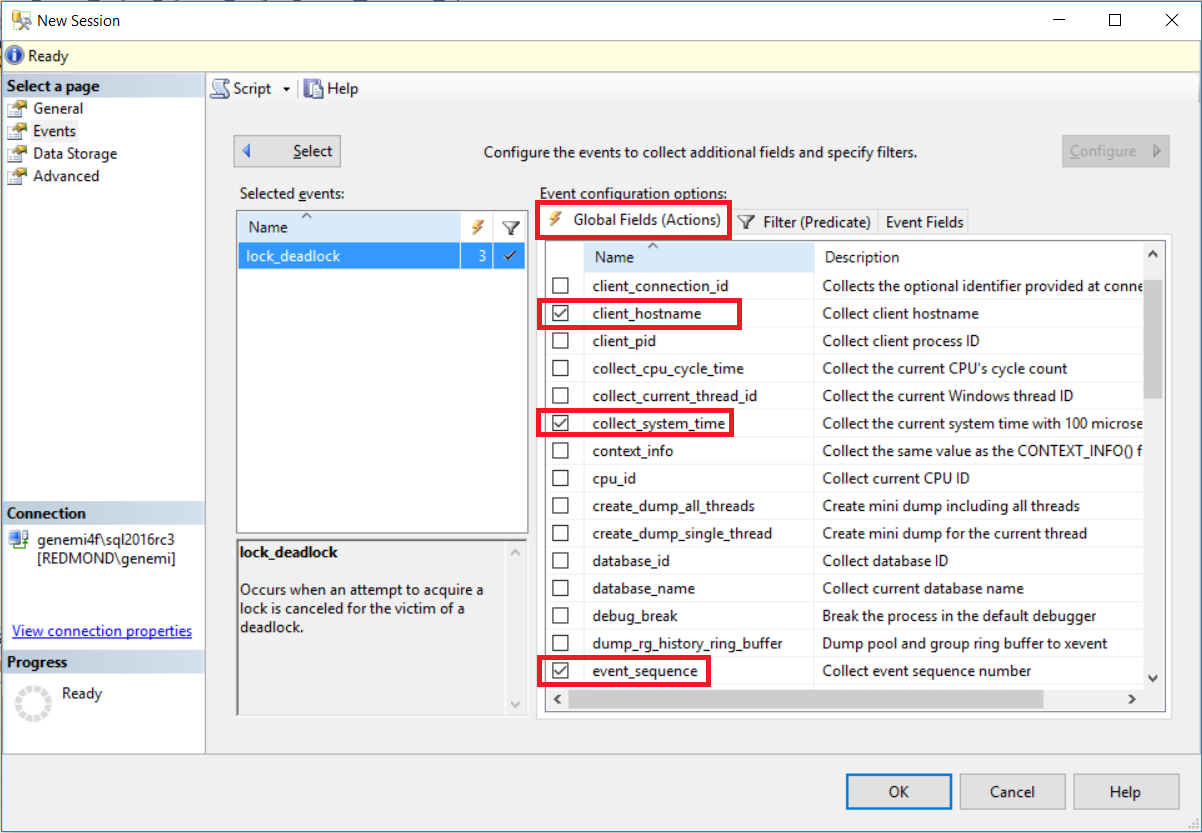 New Session
Ready
Select a page
General
Events
Data Storage
Advanced
Connection
genemi4f\sql2016rc3
[REDMOND\genemi]
View connection properties
Progress
Ready
Script
Help
Select
Configure the events to collect additional fields and specify filters.
Configure
Selected events:
Name
lock_deadlock 3
lock_deadlock
Occurs when an attempt to acquire a
lock is canceled for the victim of a
deadlock.
Event configuration options:
Global Fields (Actions) Filter (Predicate) Event Fields
Name Description
client_connection_id Collects the optional identifier provided at conne
client_hostname Collect client hostname
client_pid Collect client process ID
collect_cpu_cycle_time Collect the current CPU's cycle count
collect_current_thread_id Collect the current Windows thread ID
collect_system_time Collect the current system time with 100 microse
context_info Collect the same value as the CONTEXT_INFO() f
cpu_id Collect current CPU ID
create_dump_all_threads Create mini dump including all threads
create_dump_single_thread Create mini dump for the current thread
database_id Collect database ID
database_name Collect current database name
debug_break Break the process in the default debugger
dump_rg_history_ring_buffer Dump pool and group ring buffer to xevent
event_sequence Collect event sequence number
OK Cancel Help